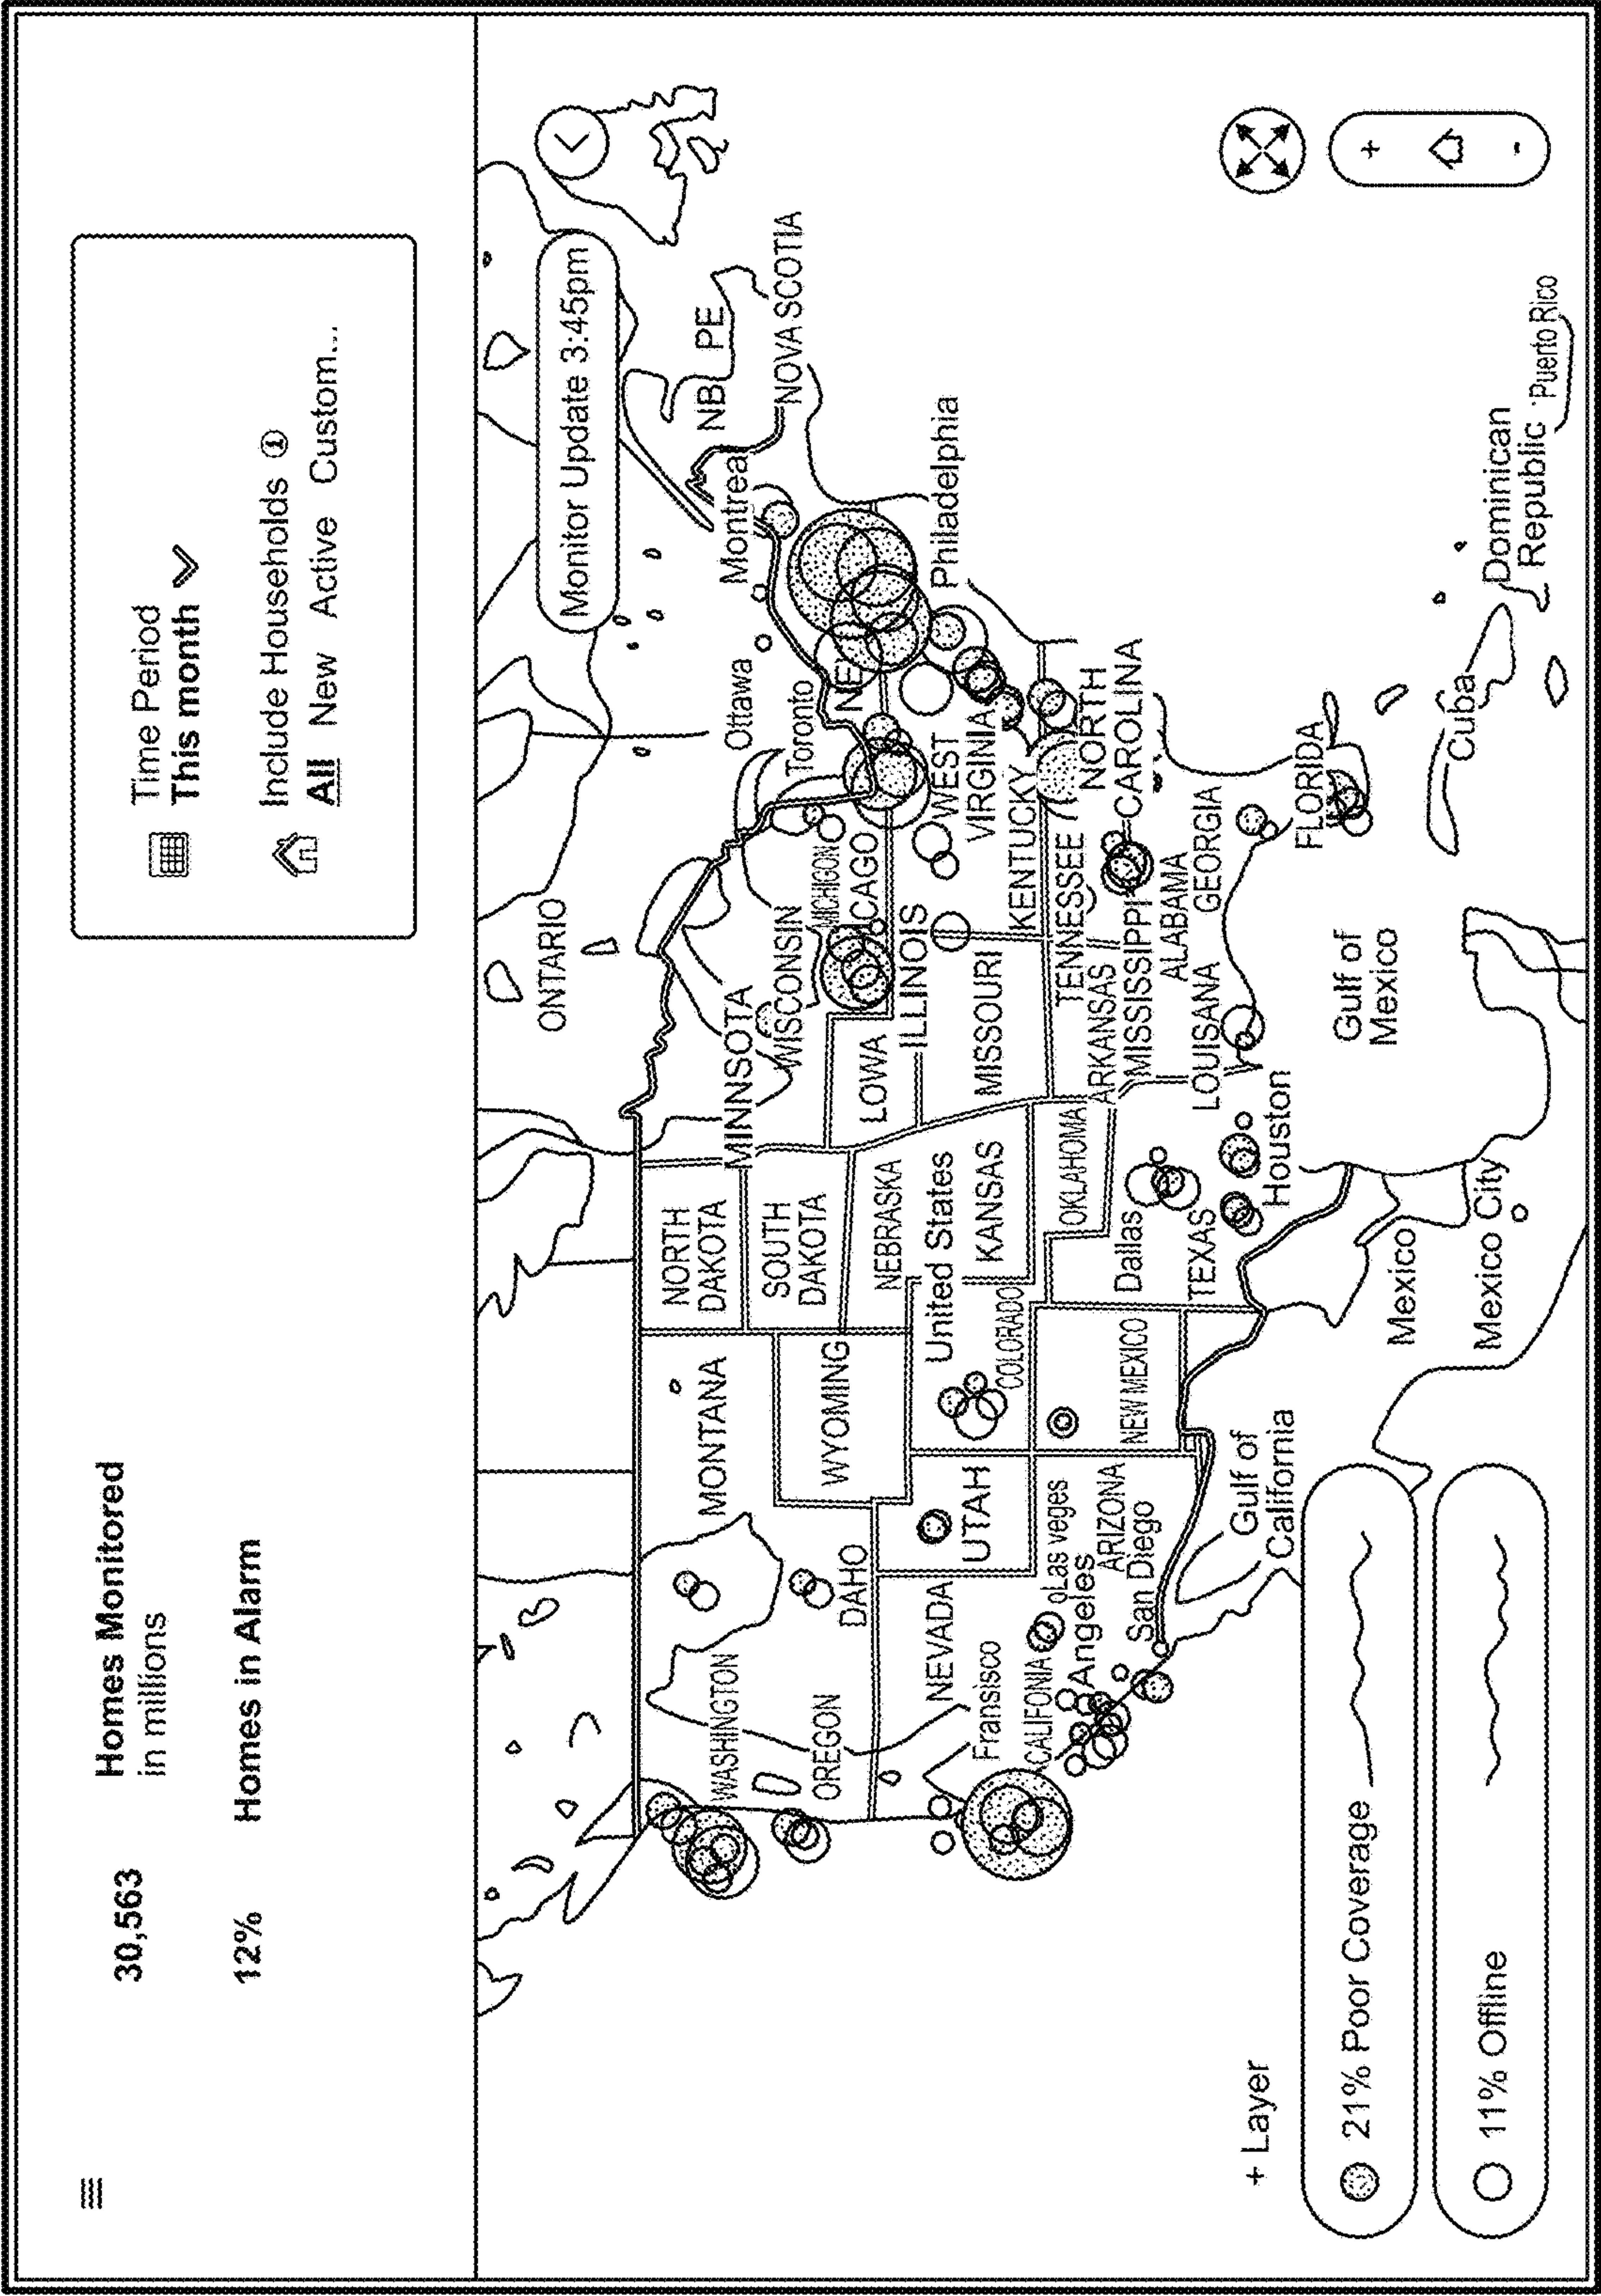 30,563 Homes Monitored
in millions
12% Homes in Alarm
Time Period
This month
Include Households
All New Active Custom...
Monitor Update 3:45pm
ONTARIO
NB PE
NOVA SCOTIA
Montreal
Ottawa
Toronto
Philadelphia
WASHINGTON
MONTANA
NORTH
DAKOTA
MINNSOTA
WISCONSIN
MICHIGON
OREGON
DAHO
WYOMING
SOUTH
DAKOTA
LOWA
ICAGO
NE
NEVADA
UTAH
NEBRASKA
ILLINOIS
WEST
VIRGINIA
United States
Fransisco
CALIFONIA
COLORADO
KANSAS
MISSOURI
KENTUCKY
Las veges
Angeles
ARIZONA
San Diego
NEW MEXICO
OKLAHOMA
ARKANSAS
TENNESSEE
NORTH
CAROLINA
Dallas
TEXAS
MISSISSIPPI
ALABAMA
GEORGIA
LOUISANA
Houston
FLORIDA
Gulf of
California
Gulf of
Mexico
Mexico
Mexico City
Cuba
Dominican
Republic
Puerto Rico
+ Layer
21% Poor Coverage
11% Offline
+
-